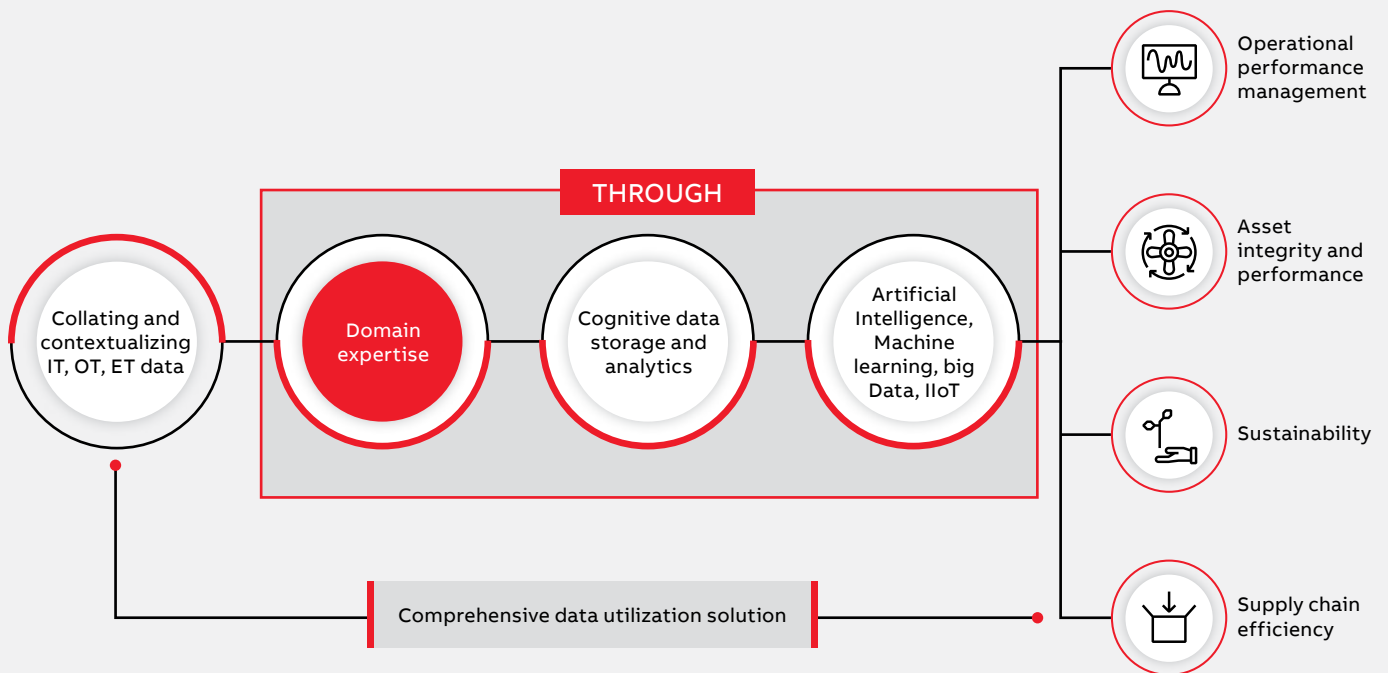 Operational
performance
management
THROUGH
Asset
integrity and
performance
Collating and
contextualizing
IT, OT, ET data
Domain
expertise
Cognitive data
storage and
analytics
Artificial
Intelligence,
Machine
learning, big
Data, IIoT
Sustainability
Comprehensive data utilization solution
Supply chain
efficiency